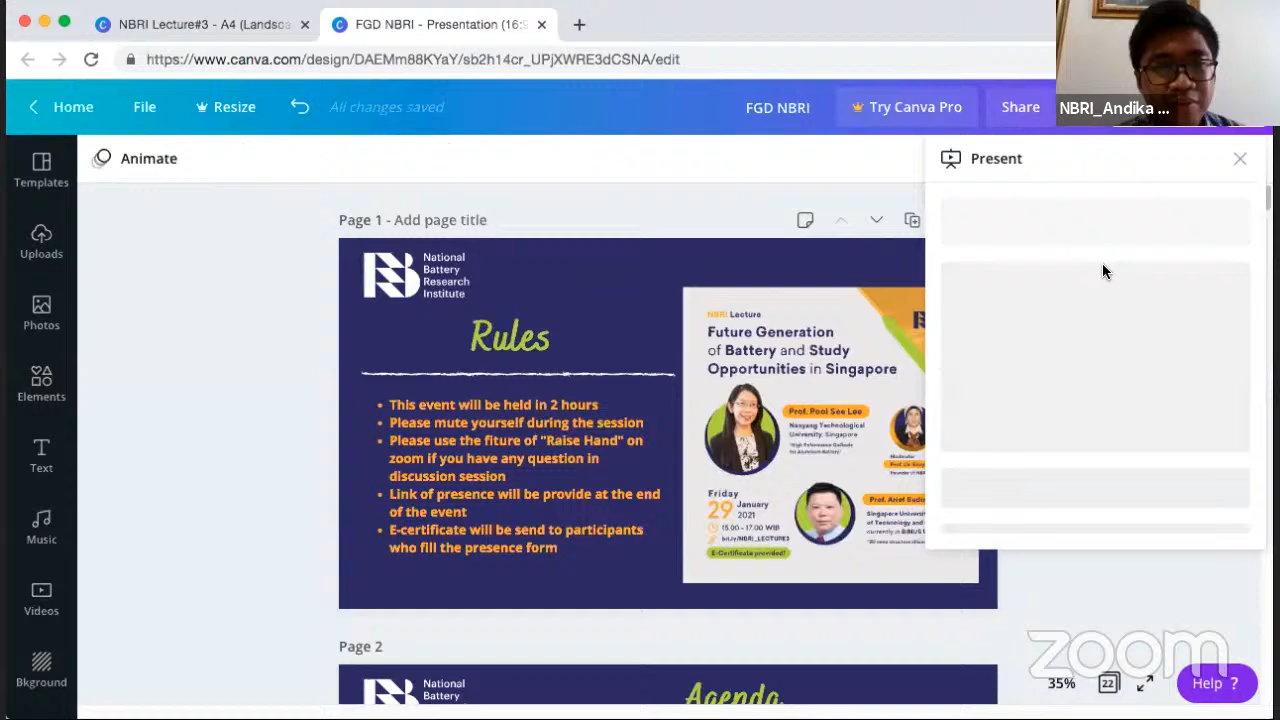 NBRI Lecture#3 - A4 (Landsca
FGD NBRI - Presentation (16:9
https://www.canva.com/design/DAEMm88KYaY/sb2h14cr_UPjXWRE3dCSNA/edit
NBRI_Andika ...
Home
File
Resize
All changes saved
FGD NBRI
Try Canva Pro
Share
Templates
Uploads
Photos
Elements
Text
Music
Videos
Bkground
Animate
Present
Page 1 - Add page title
National
Battery
Research
Institute
Rules
This event will be held in 2 hours
Please mute yourself during the session
Please use the fiture of "Raise Hand" on
zoom if you have any question in
discussion session
Link of presence will be provide at the end
of the event
E-certificate will be send to participants
who fill the presence form
NBRI Lecture
Future Generation
of Battery and Study
Opportunities in Singapore
Prof. Pooi See Lee
Nanyang Technological
University, Singapore
Moderator
Friday
29 January
2021
15.00 - 17.00 WIB
bit.ly/NBRI_LECTURE3
E-Certificate provided!
Singapore Univers
of Technology and
Page 2
National
Battery
Agenda
zoom
35%
22
Help ?